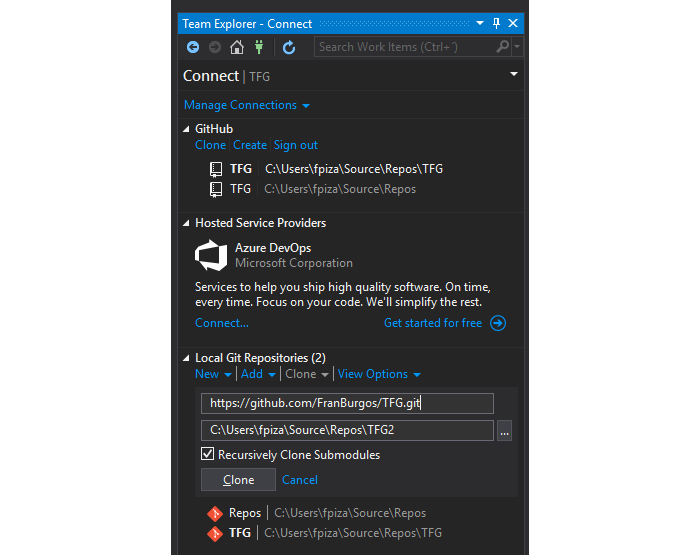 Team Explorer - Connect
Search Work Items (Ctrl+´)
Connect | TFG
Manage Connections
GitHub
Clone | Create | Sign out
TFG | C:\Users\fpiza\Source\Repos\TFG
TFG | C:\Users\fpiza\Source\Repos
Hosted Service Providers
Azure DevOps
Microsoft Corporation
Services to help you ship high quality software. On time,
every time. Focus on your code. We'll simplify the rest.
Connect... Get started for free
Local Git Repositories (2)
New | Add | Clone | View Options
https://github.com/FranBurgos/TFG.git
C:\Users\fpiza\Source\Repos\TFG2 ...
Recursively Clone Submodules
Clone Cancel
Repos | C:\Users\fpiza\Source\Repos
TFG | C:\Users\fpiza\Source\Repos\TFG